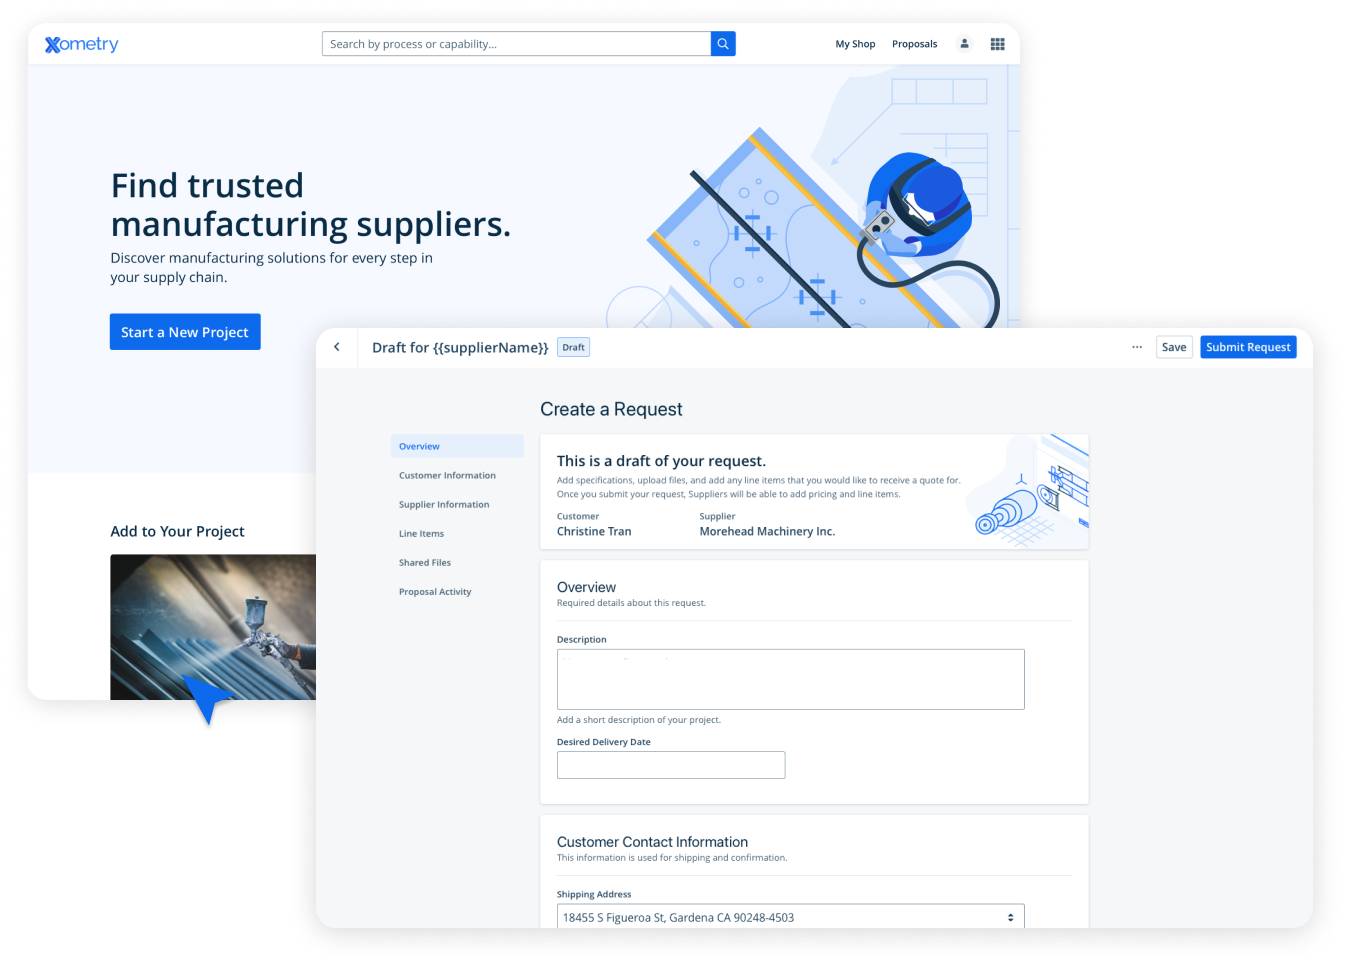 Xometry
Search by process or capability...
My Shop
Proposals
Find trusted
manufacturing suppliers.
Discover manufacturing solutions for every step in
your supply chain.
Start a New Project
Add to Your Project
Draft for {{supplierName}}
Draft
Save
Submit Request
Create a Request
Overview
Customer Information
Supplier Information
Line Items
Shared Files
Proposal Activity
This is a draft of your request.
Add specifications, upload files, and add any line items that you would like to receive a quote for.
Once you submit your request, Suppliers will be able to add pricing and line items.
Customer
Supplier
Christine Tran
Morehead Machinery Inc.
Overview
Required details about this request.
Description
Add a short description of your project.
Desired Delivery Date
Customer Contact Information
This information is used for shipping and confirmation.
Shipping Address
18455 S Figueroa St, Gardena CA 90248-4503